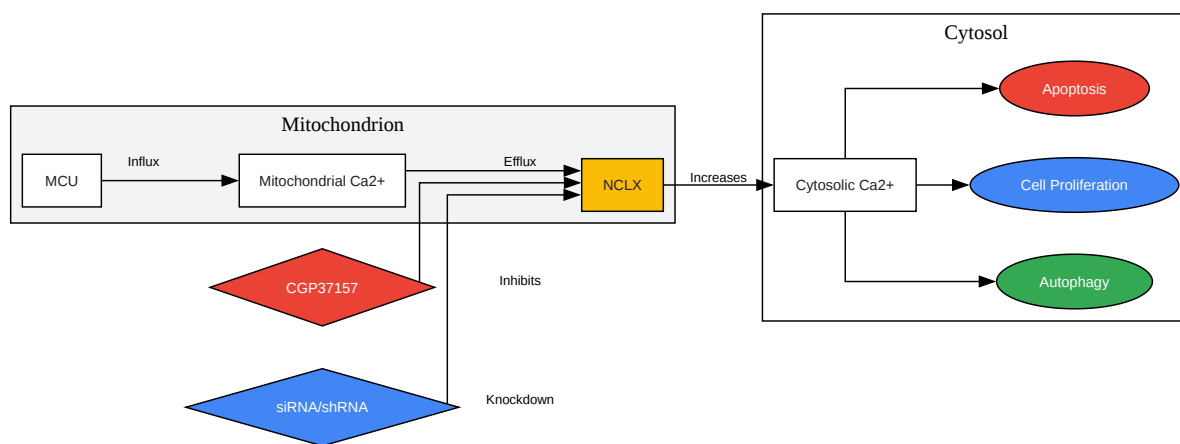 Cytosol
Apoptosis
Mitochondrion
Influx
Efflux
MCU
Mitochondrial Ca2+
NCLX
Increases
Cytosolic Ca2+
Cell Proliferation
CGP37157
Inhibits
Autophagy
siRNA/shRNA
Knockdown